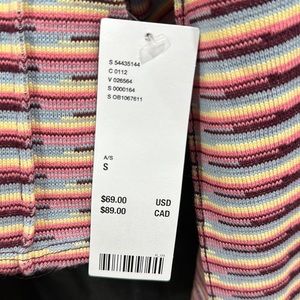 S 54435144
C 0112
V 026564
S 0000164
S OB1067611
A/S
S
$69.00 USD
$89.00 CAD